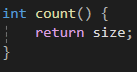 int count() {
    return size;
}